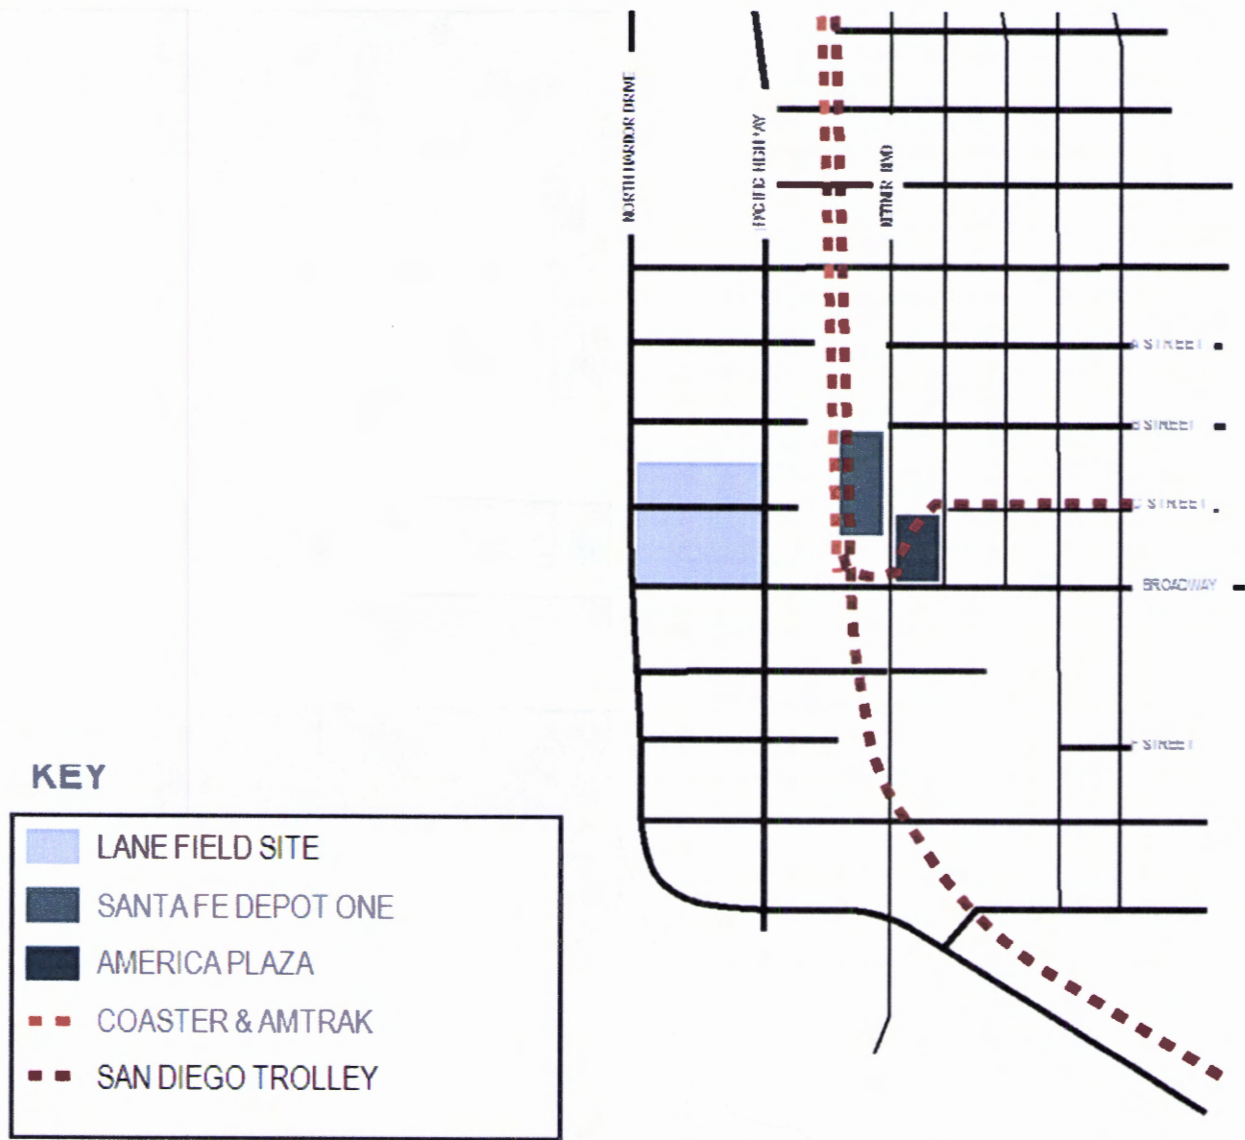 NORTH HARBOR DRIVE
PACIFIC HIGHWAY
KETTNER BLVD
A STREET
B STREET
C STREET
BROADWAY
F STREET
KEY
LANE FIELD SITE
SANTA FE DEPOT ONE
AMERICA PLAZA
COASTER & AMTRAK
SAN DIEGO TROLLEY